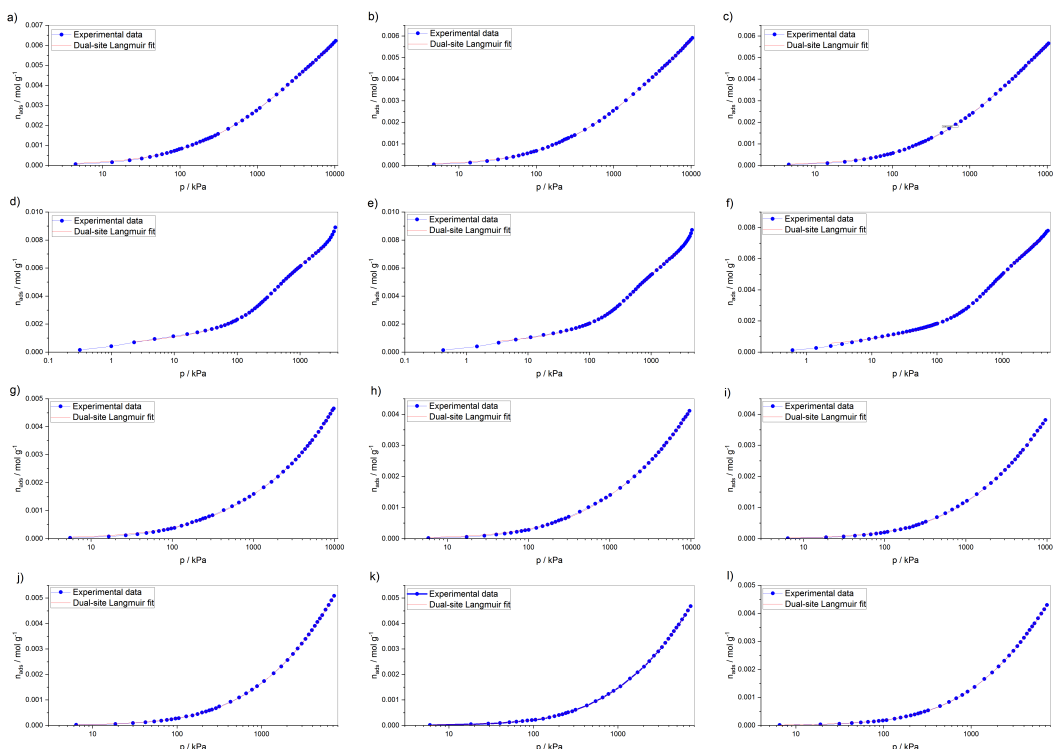 a)
0.007
Experimental data
Dual-site Langmuir fit
0.006
0.005
0.004
0.003
0.002
0.001
0.000
n_ads / mol g⁻¹
10 100 1000 10000
p / kPa
b)
Experimental data
0.006
Dual-site Langmuir fit
0.005
0.004
0.003
0.002
0.001
0.000
n_ads / mol g⁻¹
10 100 1000 10000
p / kPa
c)
Experimental data
0.006
Dual-site Langmuir fit
0.005
0.004
0.003
0.002
0.001
0.000
n_ads / mol g⁻¹
10 100 1000 10000
p / kPa
d)
0.010
Experimental data
Dual-site Langmuir fit
0.008
0.006
0.004
0.002
0.000
n_ads / mol g⁻¹
0.1 1 10 100 1000
p / kPa
e)
0.010
Experimental data
Dual-site Langmuir fit
0.008
0.006
0.004
0.002
0.000
n_ads / mol g⁻¹
0.1 1 10 100 1000
p / kPa
f)
Experimental data
0.008
Dual-site Langmuir fit
0.006
0.004
0.002
0.000
n_ads / mol g⁻¹
1 10 100 1000
p / kPa
g)
0.005
Experimental data
Dual-site Langmuir fit
0.004
0.003
0.002
0.001
0.000
n_ads / mol g⁻¹
10 100 1000 10000
p / kPa
h)
Experimental data
0.004
Dual-site Langmuir fit
0.003
0.002
0.001
0.000
n_ads / mol g⁻¹
10 100 1000 10000
p / kPa
i)
Experimental data
0.004
Dual-site Langmuir fit
0.003
0.002
0.001
0.000
n_ads / mol g⁻¹
10 100 1000 10000
p / kPa
j)
Experimental data
0.005
Dual-site Langmuir fit
0.004
0.003
0.002
0.001
0.000
n_ads / mol g⁻¹
10 100 1000
p / kPa
k)
Experimental data
0.005
Dual-site Langmuir fit
0.004
0.003
0.002
0.001
0.000
n_ads / mol g⁻¹
10 100 1000
p / kPa
l)
0.005
Experimental data
Dual-site Langmuir fit
0.004
0.003
0.002
0.001
0.000
n_ads / mol g⁻¹
10 100 1000
p / kPa